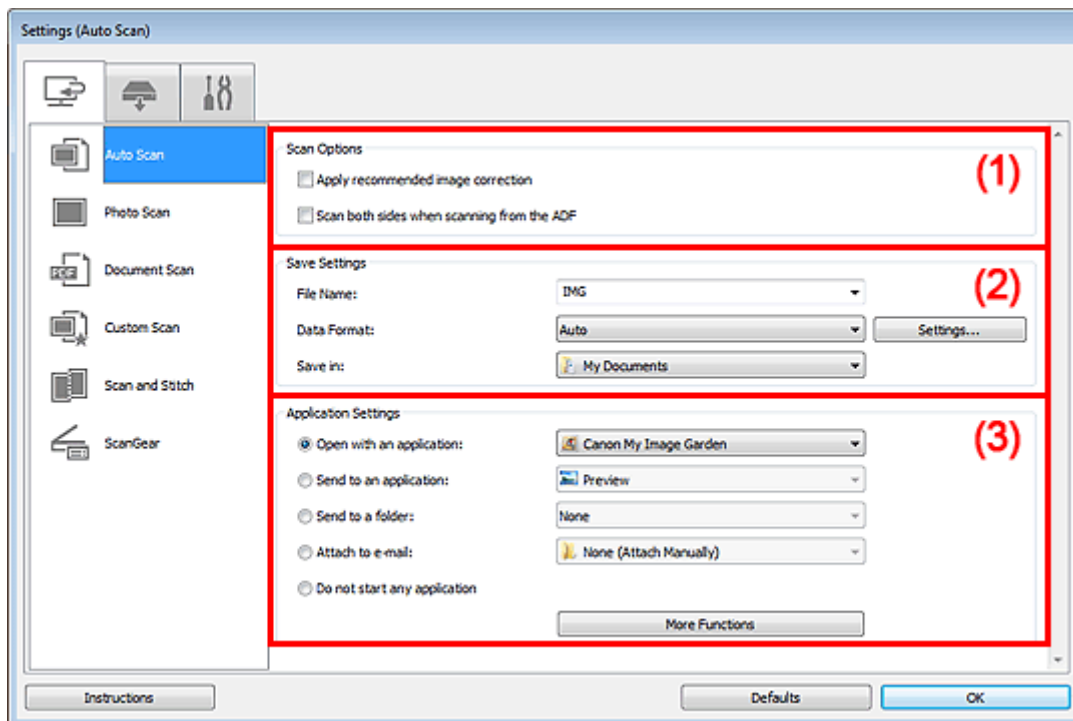 Settings (Auto Scan)
Auto Scan
Photo Scan
PDF
Document Scan
Custom Scan
Scan and Stitch
ScanGear
Scan Options
(1)
Apply recommended image correction
Scan both sides when scanning from the ADF
Save Settings
(2)
File Name: IMG
Data Format: Auto Settings...
Save in: My Documents
Application Settings
(3)
Open with an application: Canon My Image Garden
Send to an application: Preview
Send to a folder: None
Attach to e-mail: None (Attach Manually)
Do not start any application
More Functions
Instructions Defaults OK